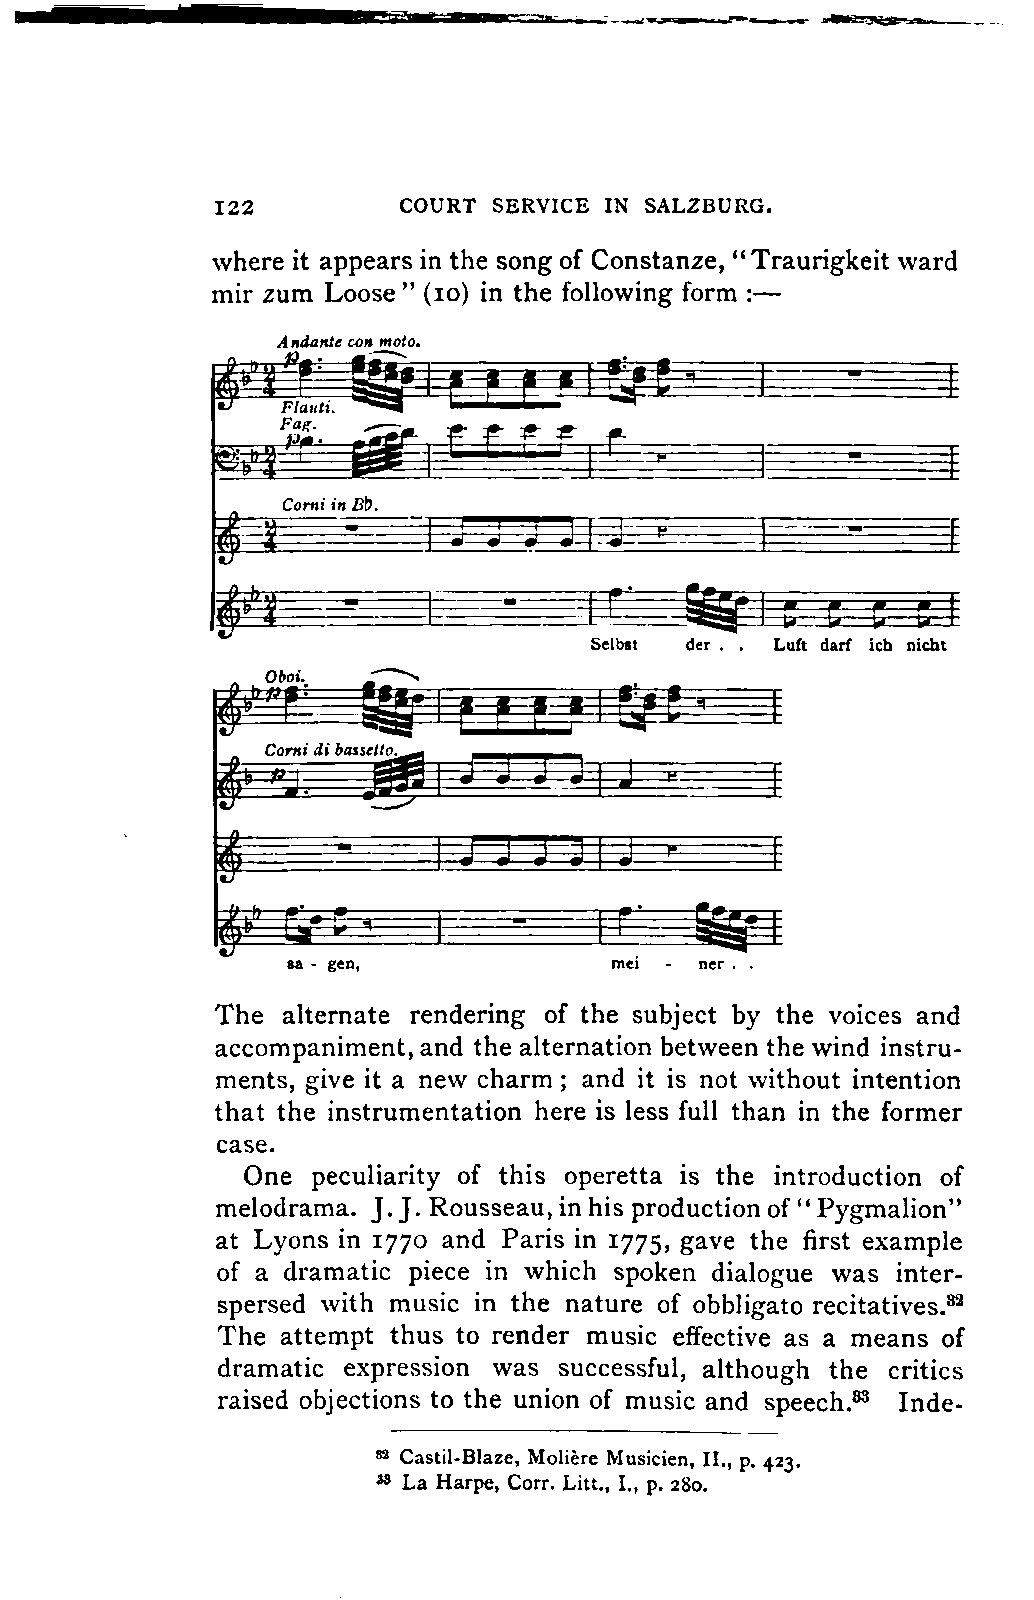 122 COURT SERVICE IN SALZBURG.
where it appears in the song of Constanze, "Traurigkeit ward
mir zum Loose" (10) in the following form :—
Andante con moto.
p
Flauti.
Fag.
p
Corni in Bb.
Selbst der . . Luft darf ich nicht
Oboi.
p
Corni di bassetto.
p
sa - gen, mei - ner . .
The alternate rendering of the subject by the voices and
accompaniment, and the alternation between the wind instru-
ments, give it a new charm ; and it is not without intention
that the instrumentation here is less full than in the former
case.
One peculiarity of this operetta is the introduction of
melodrama. J. J. Rousseau, in his production of "Pygmalion"
at Lyons in 1770 and Paris in 1775, gave the first example
of a dramatic piece in which spoken dialogue was inter-
spersed with music in the nature of obbligato recitatives.82
The attempt thus to render music effective as a means of
dramatic expression was successful, although the critics
raised objections to the union of music and speech.83 Inde-
82 Castil-Blaze, Molière Musicien, II., p. 423.
83 La Harpe, Corr. Litt., I., p. 280.